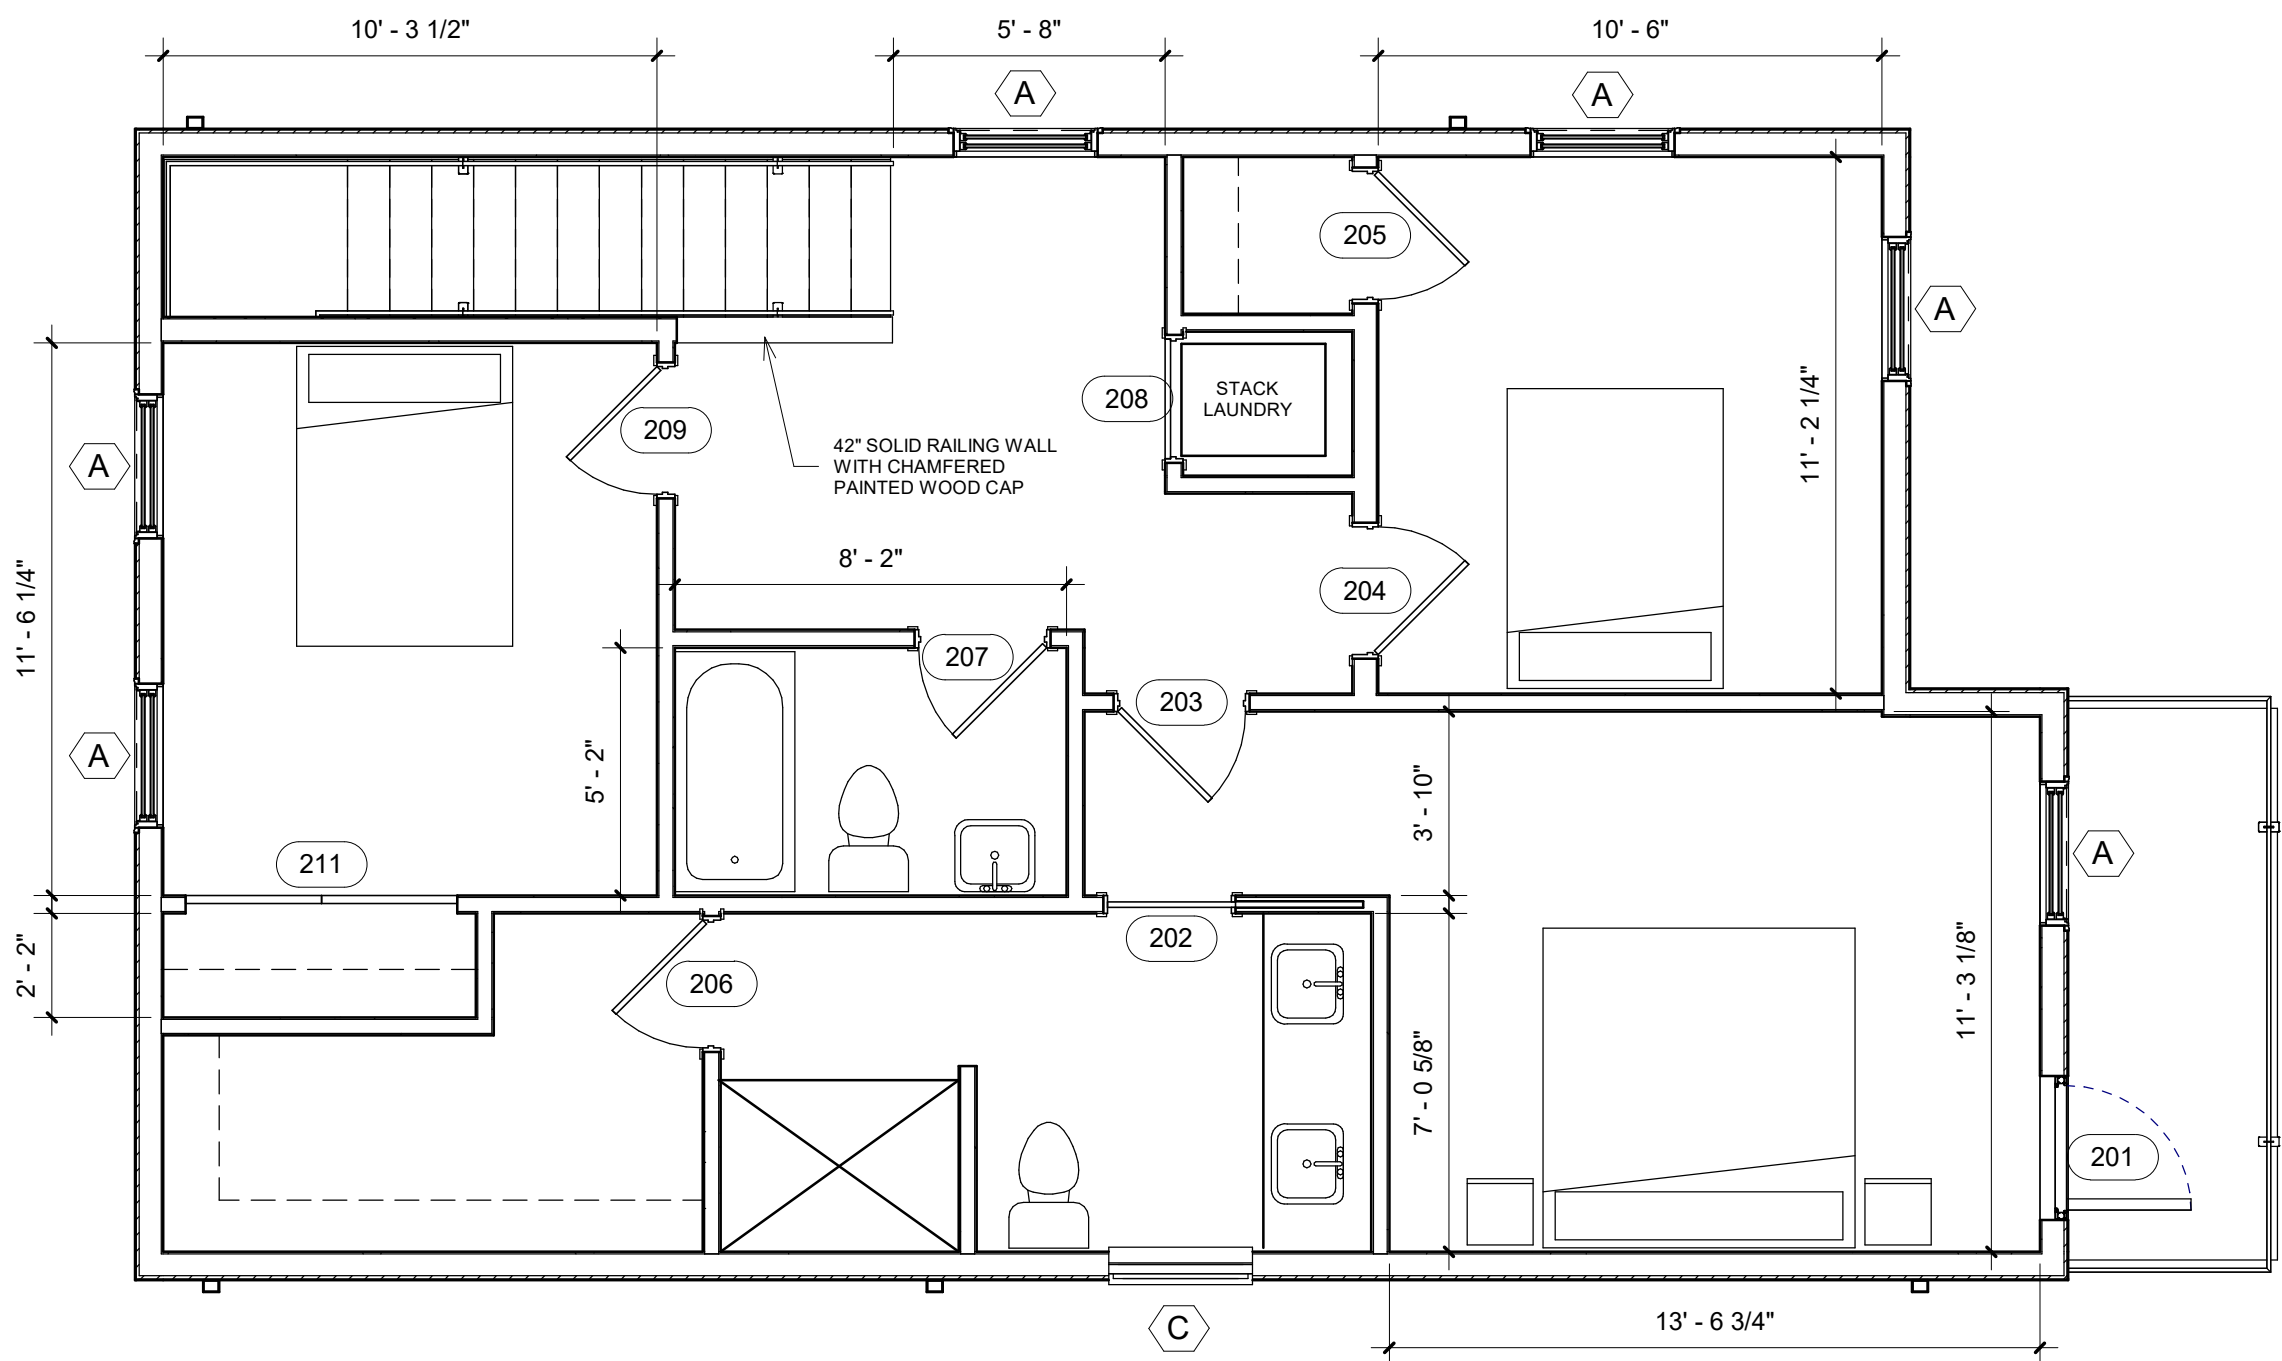 10' - 3 1/2"
5' - 8"
10' - 6"
A
A
205
A
STACK
LAUNDRY
208
209
42" SOLID RAILING WALL
WITH CHAMFERED
PAINTED WOOD CAP
11' - 2 1/4"
A
8' - 2"
204
11' - 6 1/4"
207
203
A
5' - 2"
3' - 10"
A
211
202
2' - 2"
206
11' - 3 1/8"
7' - 0 5/8"
201
C
13' - 6 3/4"